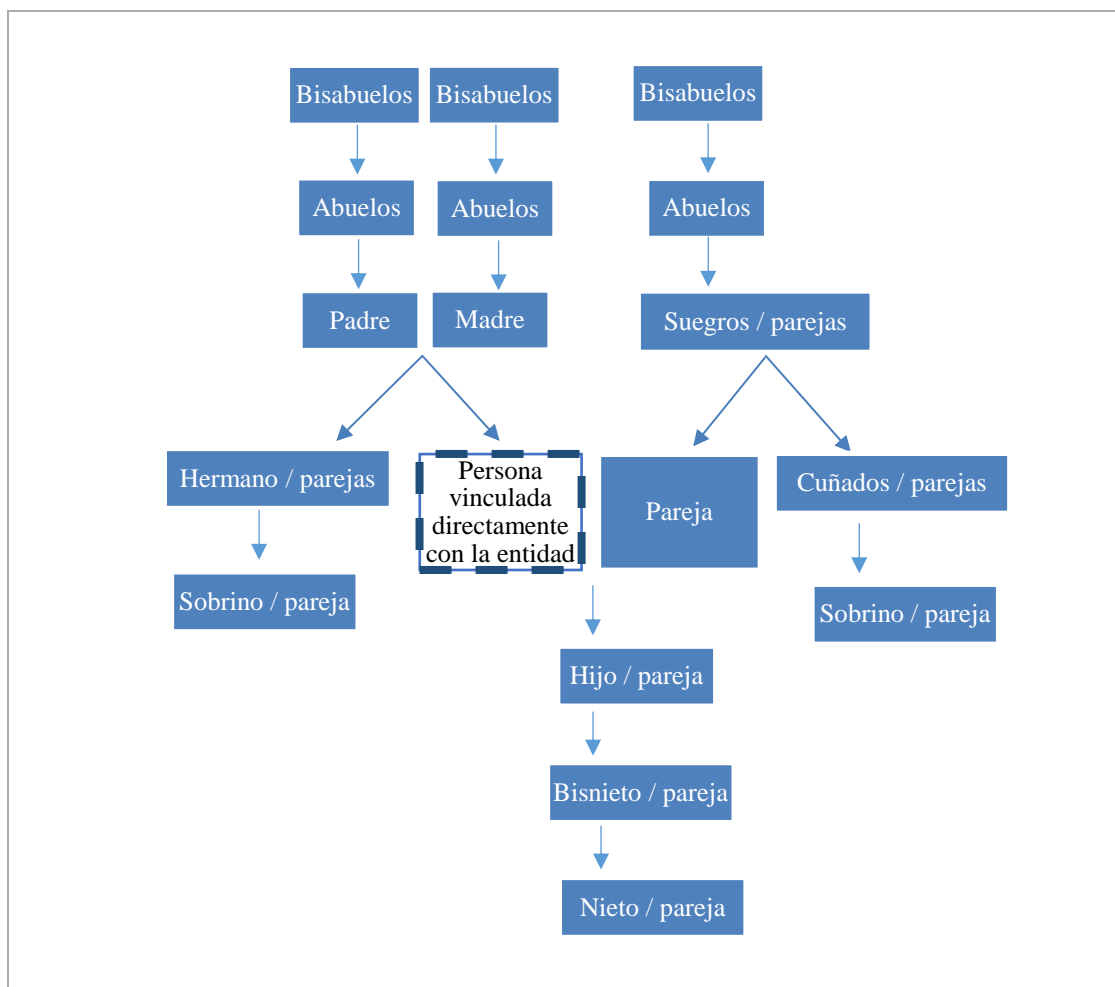 Bisabuelos
Bisabuelos
Bisabuelos
Abuelos
Abuelos
Abuelos
Padre
Madre
Suegros / parejas
Hermano / parejas
Persona
vinculada
directamente
con la entidad
Pareja
Cuñados / parejas
Sobrino / pareja
Sobrino / pareja
Hijo / pareja
Bisnieto / pareja
Nieto / pareja